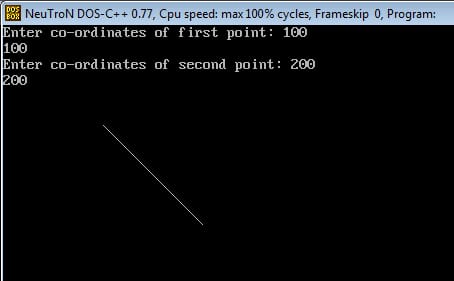 DOS
BOX
NeuTroN DOS-C++ 0.77, Cpu speed: max 100% cycles, Frameskip 0, Program:
Enter co-ordinates of first point: 100
100
Enter co-ordinates of second point: 200
200